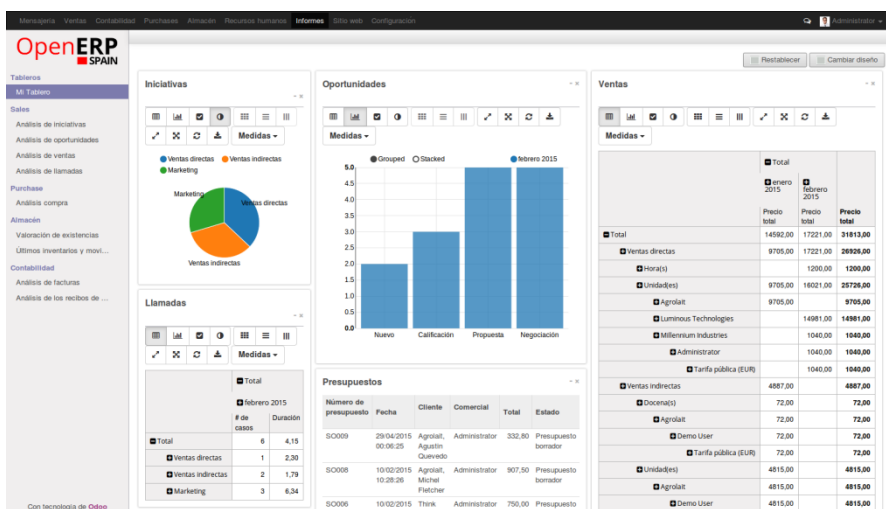 Mensajería Ventas Contabilidad Purchases Almacén Recursos humanos Informes Sitio web Configuración Administrator
OpenERP
SPAIN
Restablecer Cambiar diseño
Tableros
Mi Tablero
Sales
Análisis de iniciativas
Análisis de oportunidades
Análisis de ventas
Análisis de llamadas
Purchase
Análisis compra
Almacén
Valoración de existencias
Últimos inventarios y movi...
Contabilidad
Análisis de facturas
Análisis de los recibos de ...
Con tecnología de Odoo
Iniciativas
Medidas
Ventas directas Ventas indirectas
Marketing
Marketing
Ventas directas
Ventas indirectas
Llamadas
Medidas
Total
febrero 2015
# de casos Duración
Total 6 4,15
Ventas directas 1 2,30
Ventas indirectas 2 1,79
Marketing 3 6,34
Oportunidades
Medidas
Grouped Stacked febrero 2015
5.0
4.5
4.0
3.5
3.0
2.5
2.0
1.5
1.0
0.5
0.0
Nuevo Calificación Propuesta Negociación
Presupuestos
Número de presupuesto Fecha Cliente Comercial Total Estado
SO009 29/04/2015 00:06:25 Agrolait, Agustín Quevedo Administrator 332,80 Presupuesto borrador
SO008 10/02/2015 10:28:26 Agrolait, Michel Fletcher Administrator 907,50 Presupuesto borrador
SO006 10/02/2015 Think Administrator 750,00 Presupuesto
Ventas
Medidas
Total
enero 2015 febrero 2015
Precio total Precio total Precio total
Total 14592,00 17221,00 31813,00
Ventas directas 9705,00 17221,00 26926,00
Hora(s) 1200,00 1200,00
Unidad(es) 9705,00 16021,00 25726,00
Agrolait 9705,00 9705,00
Luminous Technologies 14981,00 14981,00
Millennium Industries 1040,00 1040,00
Administrator 1040,00 1040,00
Tarifa pública (EUR) 1040,00 1040,00
Ventas indirectas 4887,00 4887,00
Docena(s) 72,00 72,00
Agrolait 72,00 72,00
Demo User 72,00 72,00
Tarifa pública (EUR) 72,00 72,00
Unidad(es) 4815,00 4815,00
Agrolait 4815,00 4815,00
Demo User 4815,00 4815,00